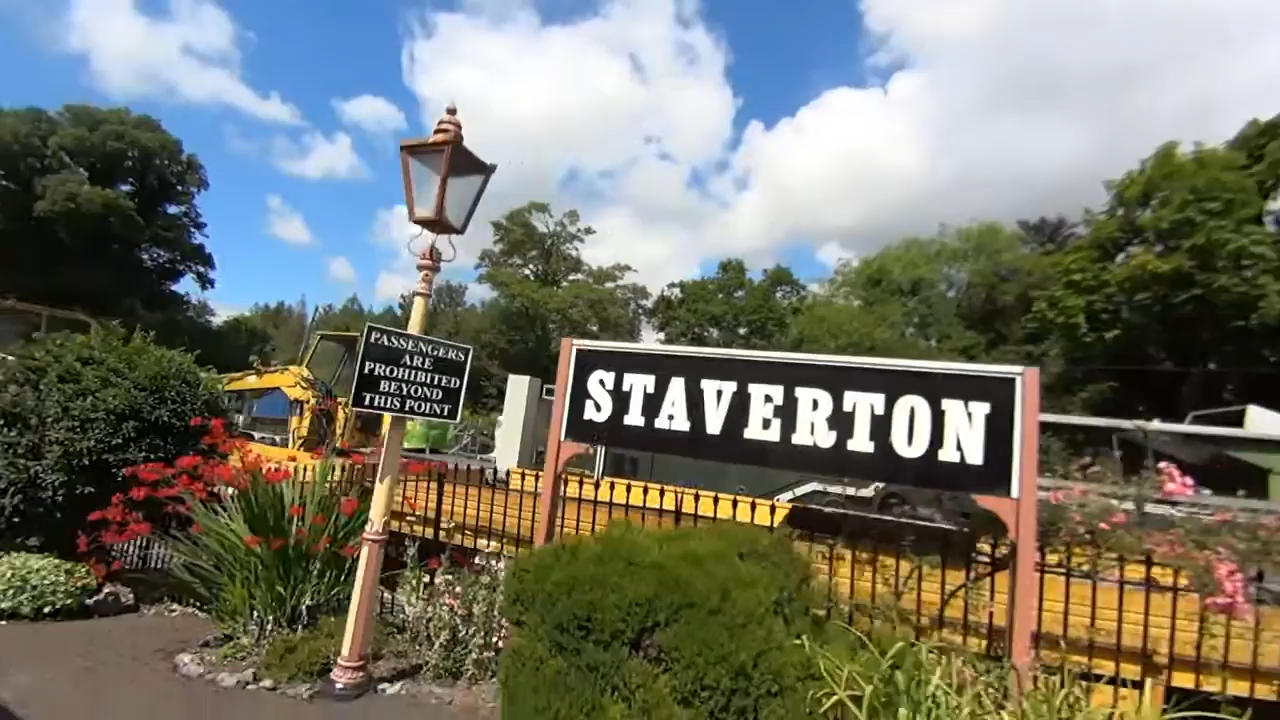 PASSENGERS
ARE
PROHIBITED
BEYOND
THIS POINT
STAVERTON